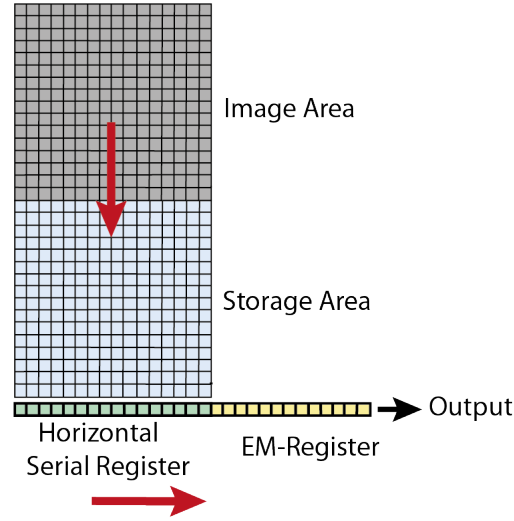 Image Area
Storage Area
Output
Horizontal
Serial Register
EM-Register